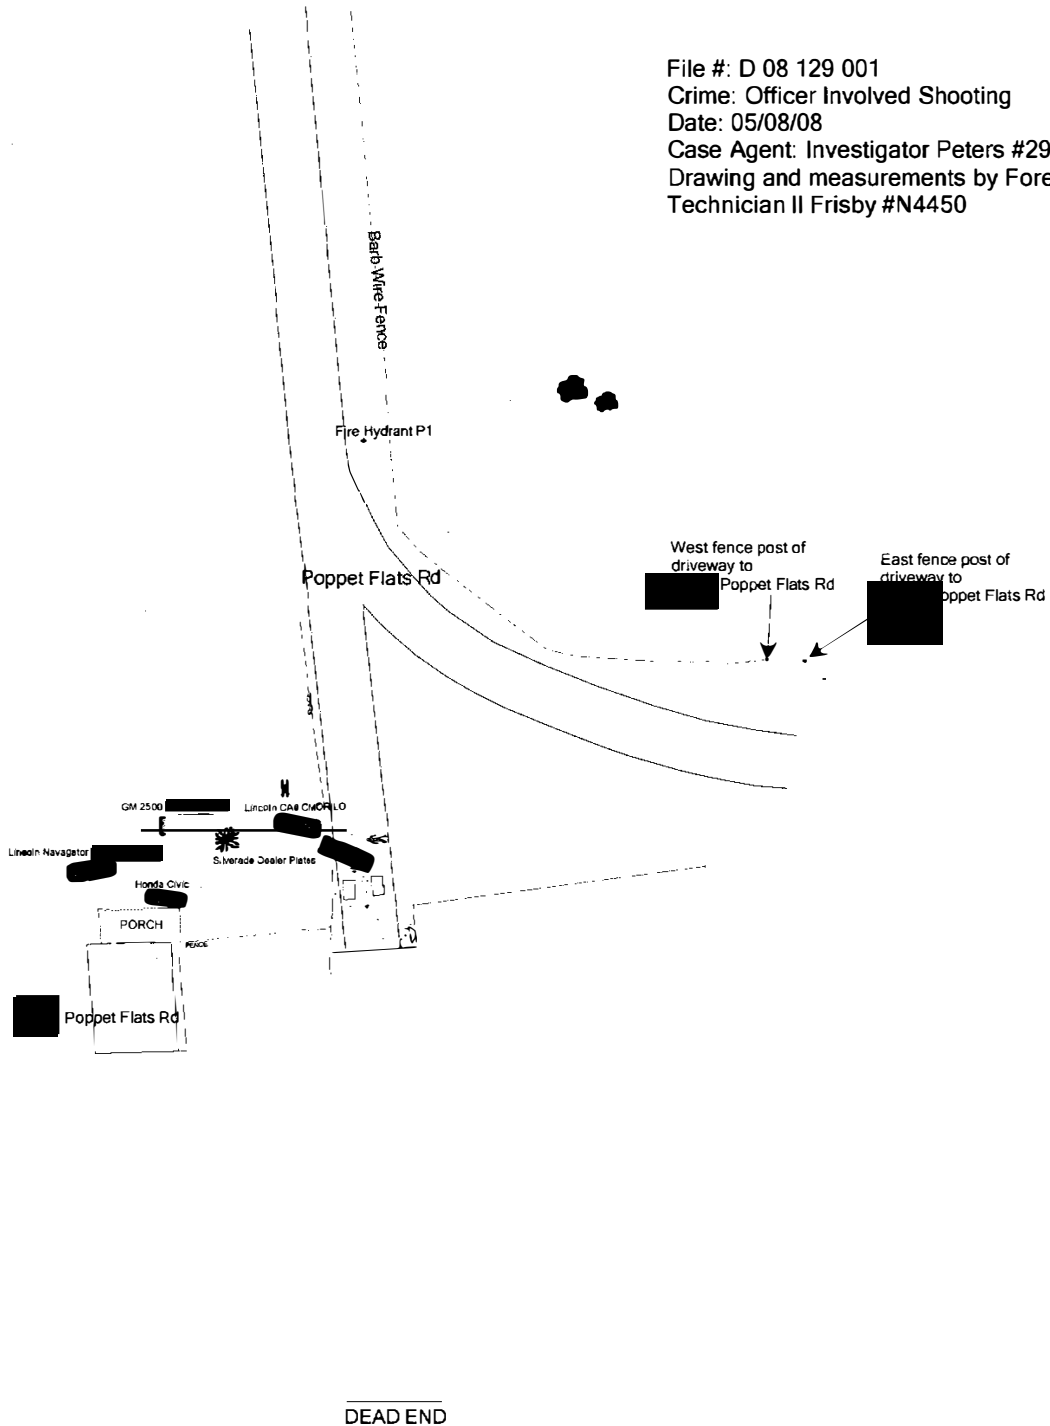 File #: D 08 129 001
Crime: Officer Involved Shooting
Date: 05/08/08
Case Agent: Investigator Peters #29
Drawing and measurements by Fore
Technician II Frisby #N4450
Barb Wire Fence
Fire Hydrant P1
West fence post of
driveway to
Poppet Flats Rd
East fence post of
driveway to
oppet Flats Rd
Poppet Flats Rd
GM 2500
Lincoln CA#
Lincoln Navagator
Silverado Dealer Plates
Honda Civic
PORCH
FENCE
Poppet Flats Rd
DEAD END